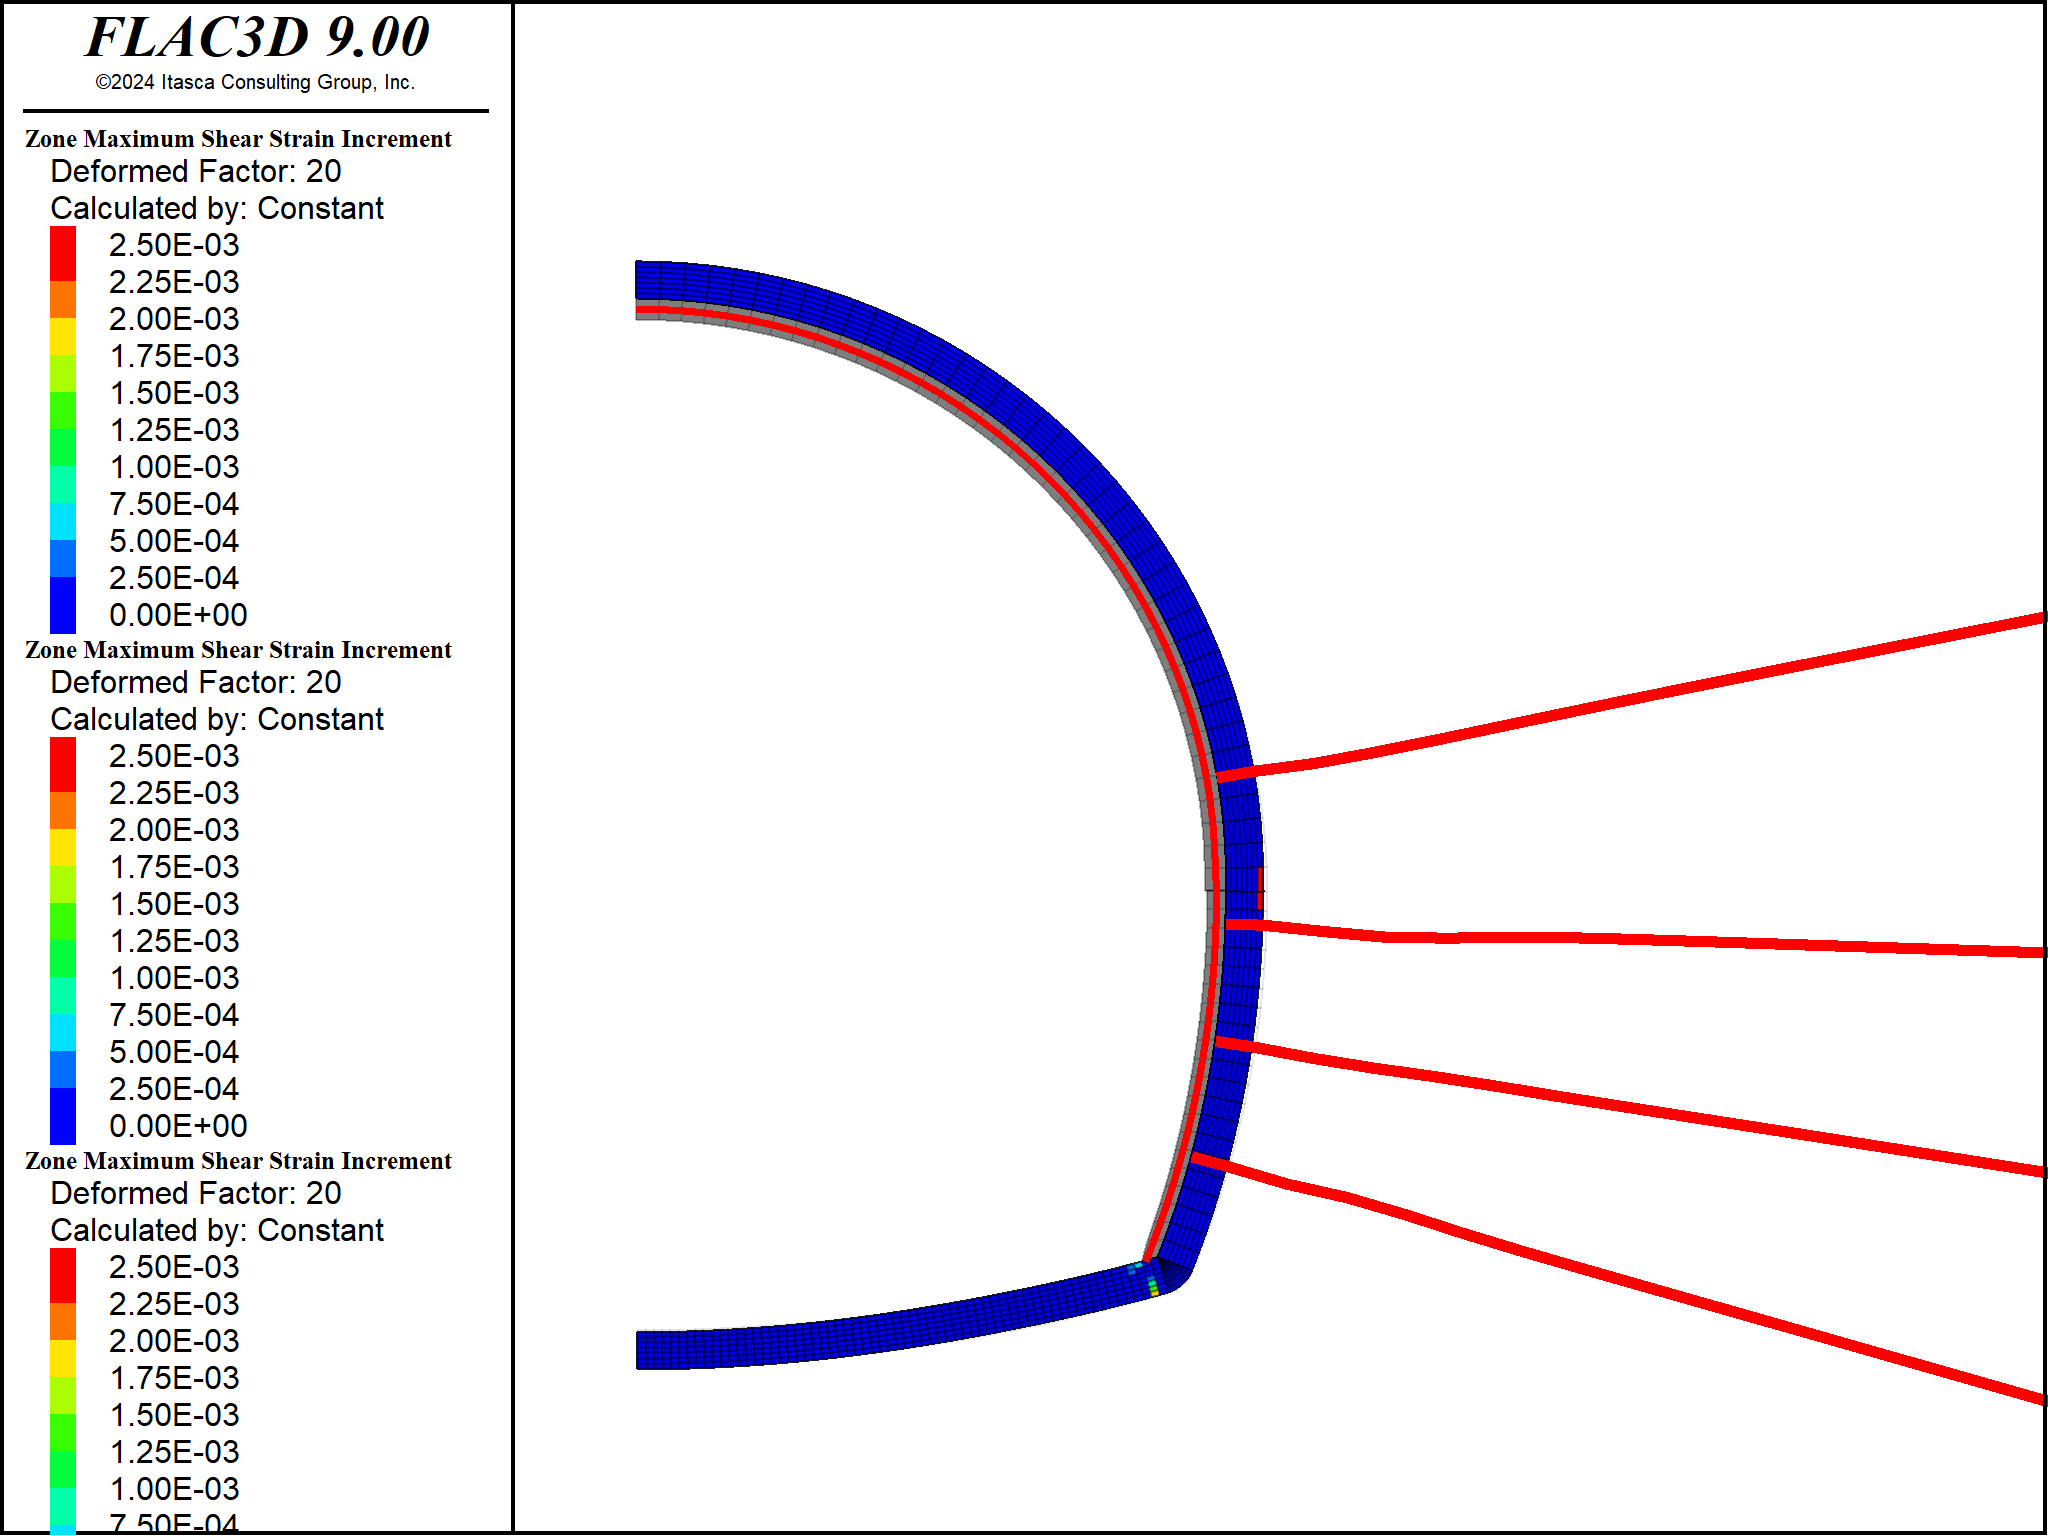 FLAC3D 9.00
©2024 Itasca Consulting Group, Inc.
Zone Maximum Shear Strain Increment
Deformed Factor: 20
Calculated by: Constant
2.50E-03
2.25E-03
2.00E-03
1.75E-03
1.50E-03
1.25E-03
1.00E-03
7.50E-04
5.00E-04
2.50E-04
0.00E+00
Zone Maximum Shear Strain Increment
Deformed Factor: 20
Calculated by: Constant
2.50E-03
2.25E-03
2.00E-03
1.75E-03
1.50E-03
1.25E-03
1.00E-03
7.50E-04
5.00E-04
2.50E-04
0.00E+00
Zone Maximum Shear Strain Increment
Deformed Factor: 20
Calculated by: Constant
2.50E-03
2.25E-03
2.00E-03
1.75E-03
1.50E-03
1.25E-03
1.00E-03
7.50E-04